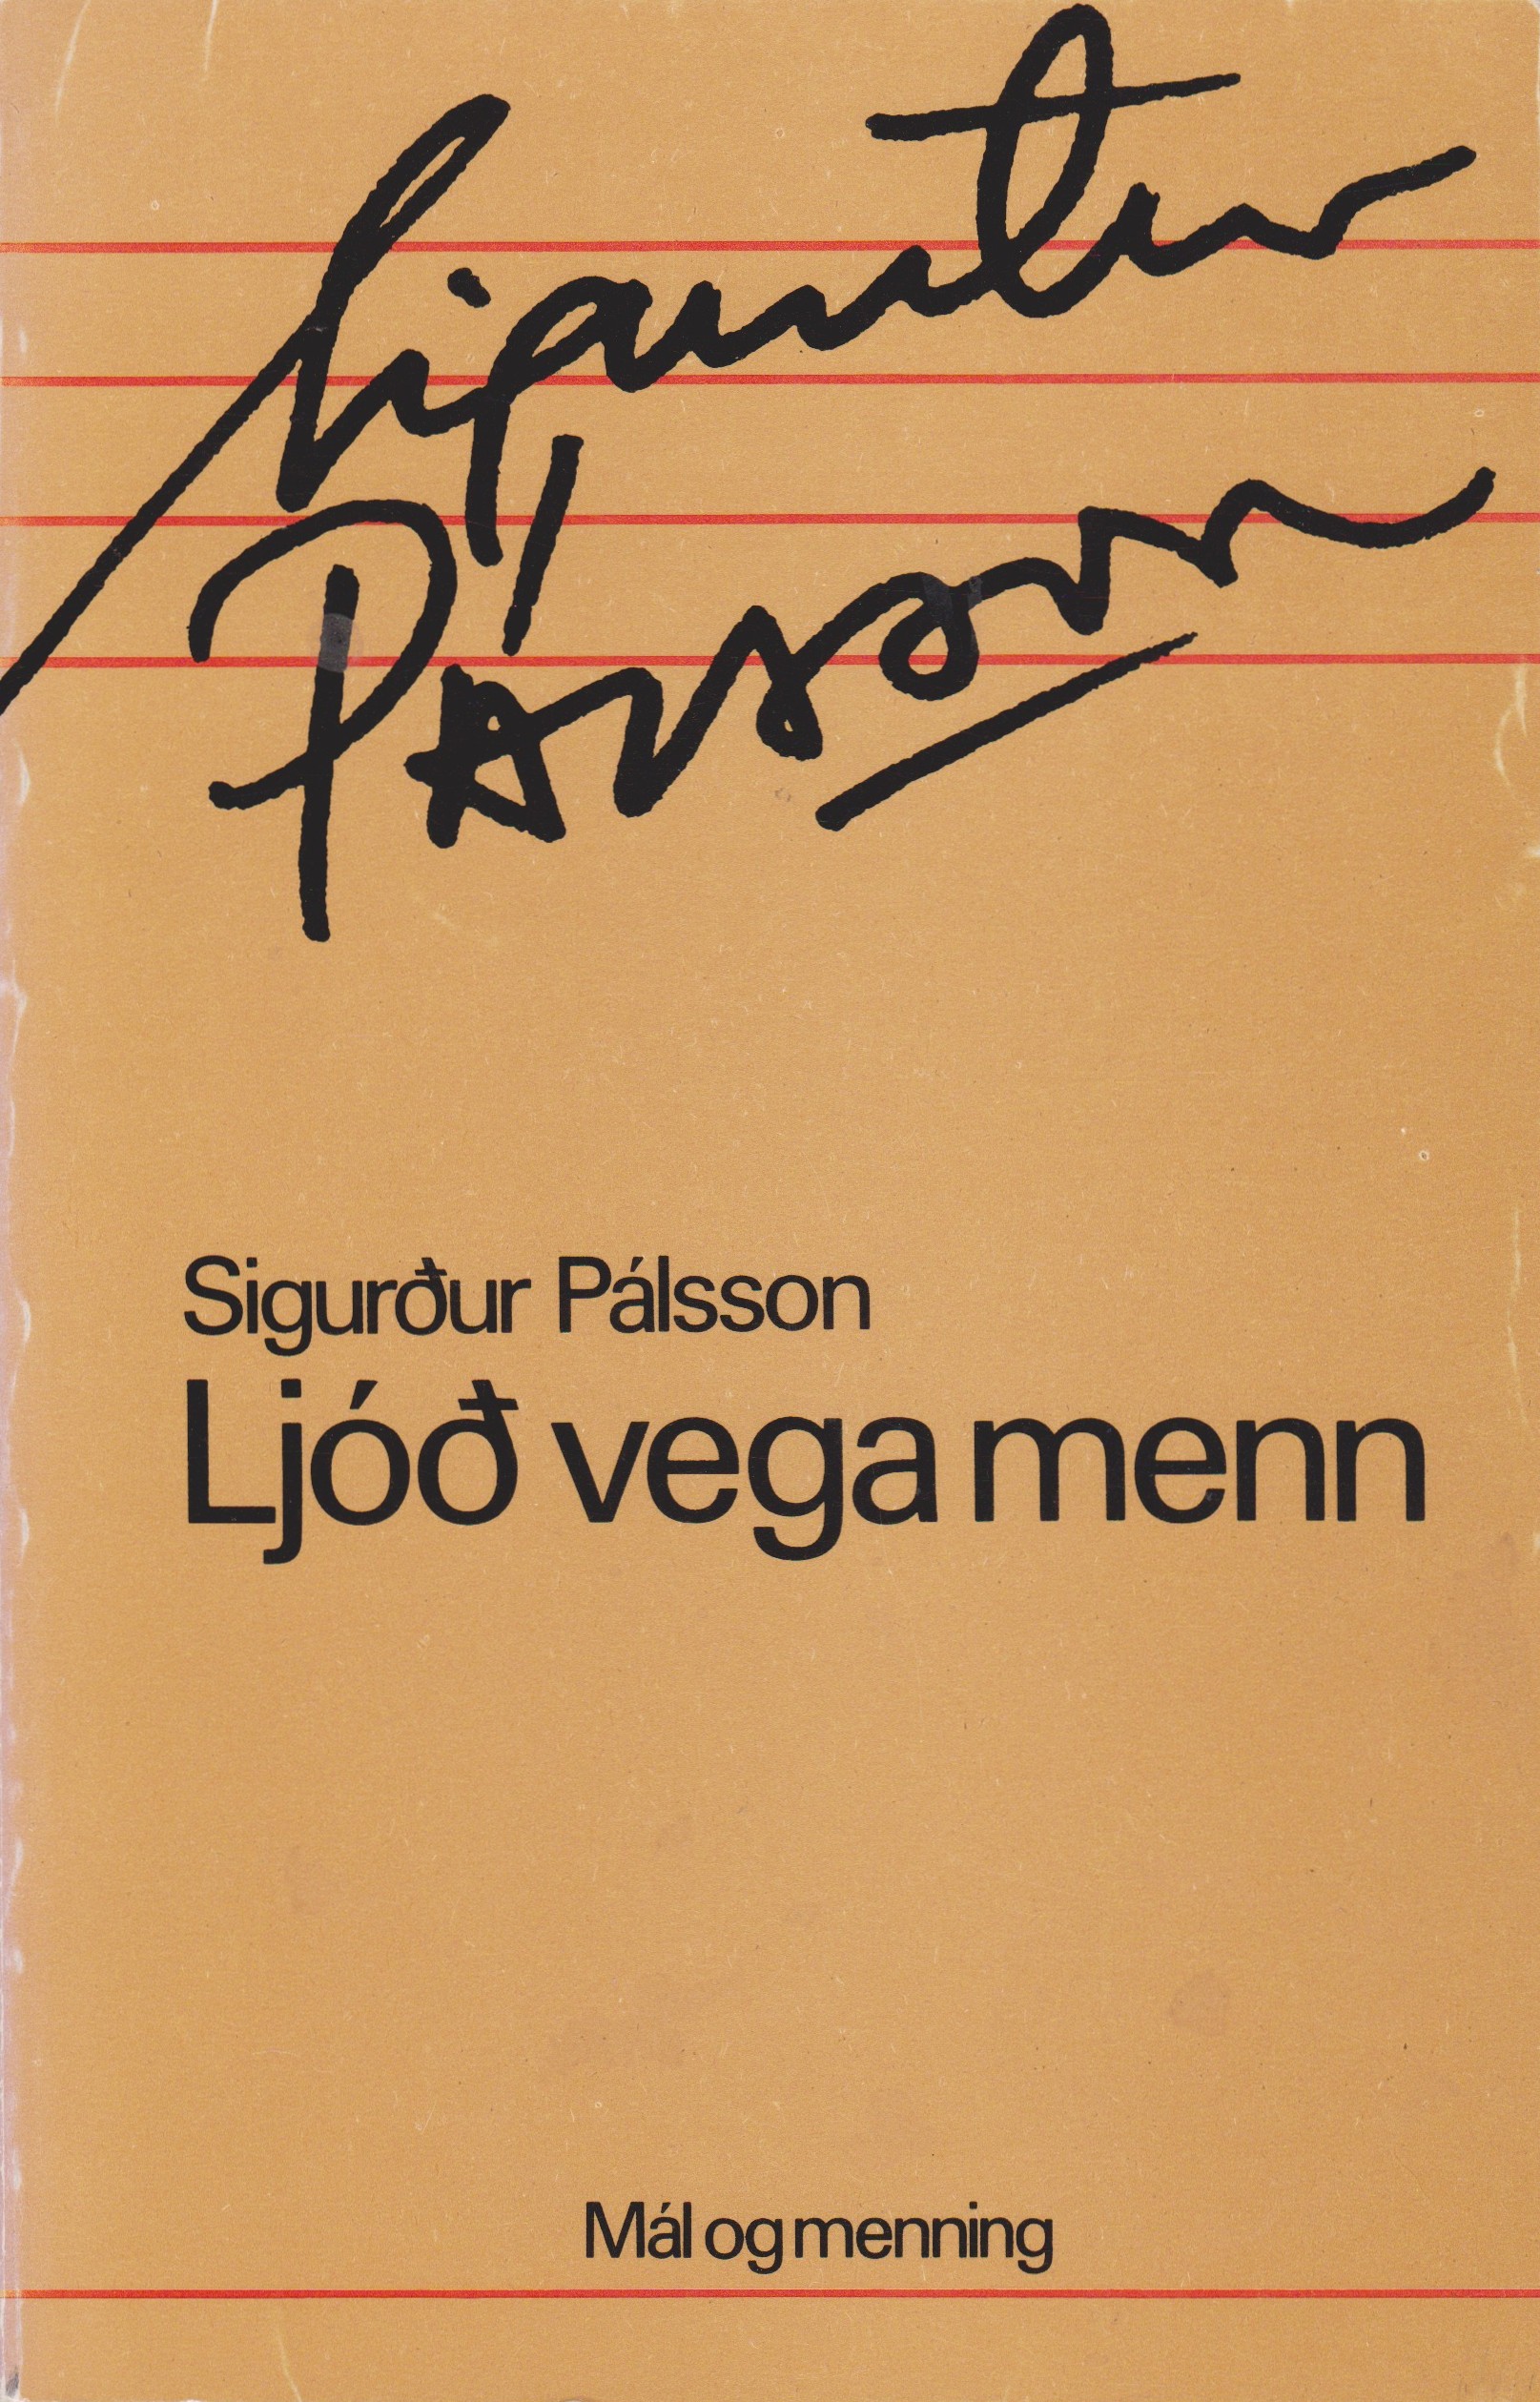 Sigurður
Pálsson
Sigurður Pálsson
Ljóð vega menn
Mál og menning